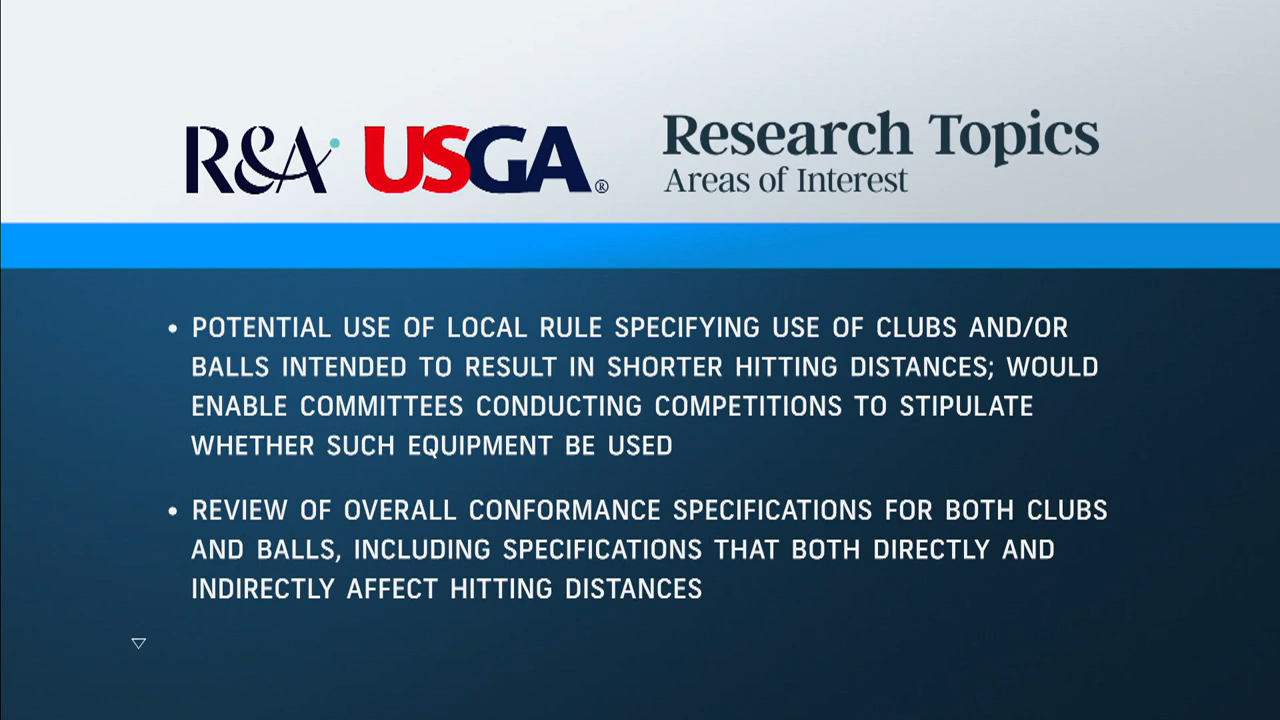 R&A USGA® Research Topics
Areas of Interest
• POTENTIAL USE OF LOCAL RULE SPECIFYING USE OF CLUBS AND/OR
BALLS INTENDED TO RESULT IN SHORTER HITTING DISTANCES; WOULD
ENABLE COMMITTEES CONDUCTING COMPETITIONS TO STIPULATE
WHETHER SUCH EQUIPMENT BE USED
• REVIEW OF OVERALL CONFORMANCE SPECIFICATIONS FOR BOTH CLUBS
AND BALLS, INCLUDING SPECIFICATIONS THAT BOTH DIRECTLY AND
INDIRECTLY AFFECT HITTING DISTANCES